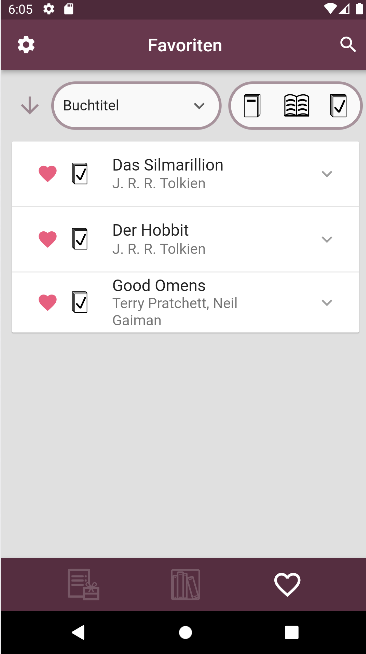 6:05
Favoriten
Buchtitel
Das Silmarillion
J. R. R. Tolkien
Der Hobbit
J. R. R. Tolkien
Good Omens
Terry Pratchett, Neil
Gaiman